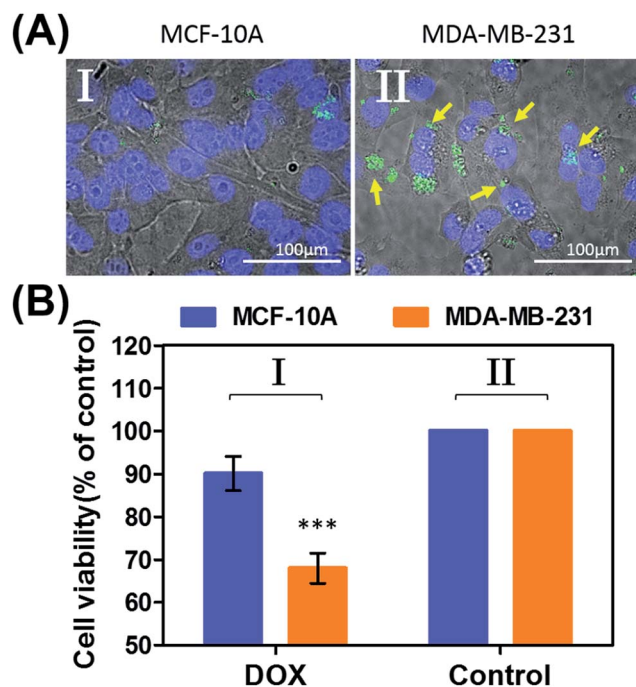 (A)
MCF-10A
MDA-MB-231
I
II
100μm
100μm
(B)
MCF-10A
MDA-MB-231
Cell viability(% of control)
120
110
100
90
80
70
60
50
I
II
***
DOX
Control